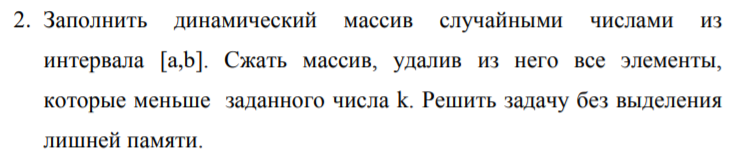 2. Заполнить динамический массив случайными числами из
интервала [a,b]. Сжать массив, удалив из него все элементы,
которые меньше заданного числа k. Решить задачу без выделения
лишней памяти.